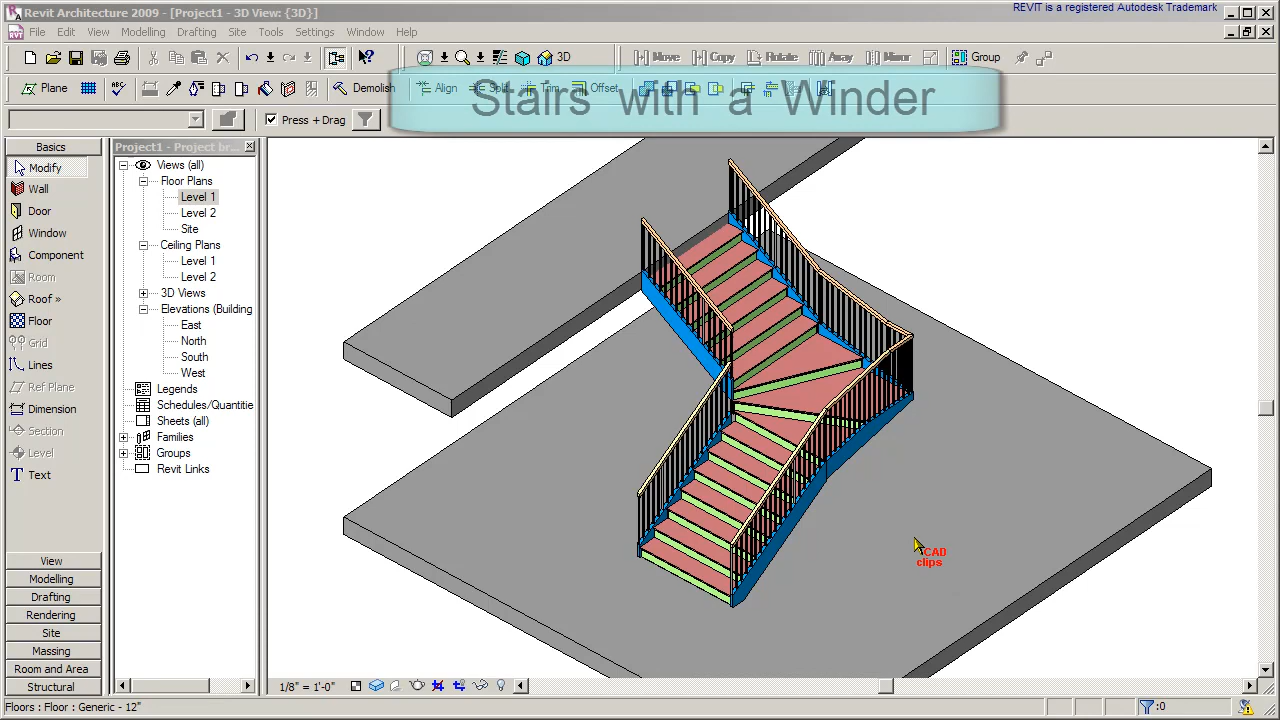 Revit Architecture 2009 - [Project1 - 3D View: {3D}]
REVIT is a registered Autodesk Trademark
File Edit View Modelling Drafting Site Tools Settings Window Help
3D Move Copy Rotate Array Mirror Group
Plane Demolish Align Split Trim Offset
Stairs with a Winder
Press + Drag
Basics
Modify
Wall
Door
Window
Component
Room
Roof »
Floor
Grid
Lines
Ref Plane
Dimension
Section
Level
Text
View
Modelling
Drafting
Rendering
Site
Massing
Room and Area
Structural
Project1 - Project br...
Views (all)
Floor Plans
Level 1
Level 2
Site
Ceiling Plans
Level 1
Level 2
3D Views
Elevations (Building
East
North
South
West
Legends
Schedules/Quantitie
Sheets (all)
Families
Groups
Revit Links
CAD
clips
1/8" = 1'-0"
Floors : Floor : Generic - 12"
:0